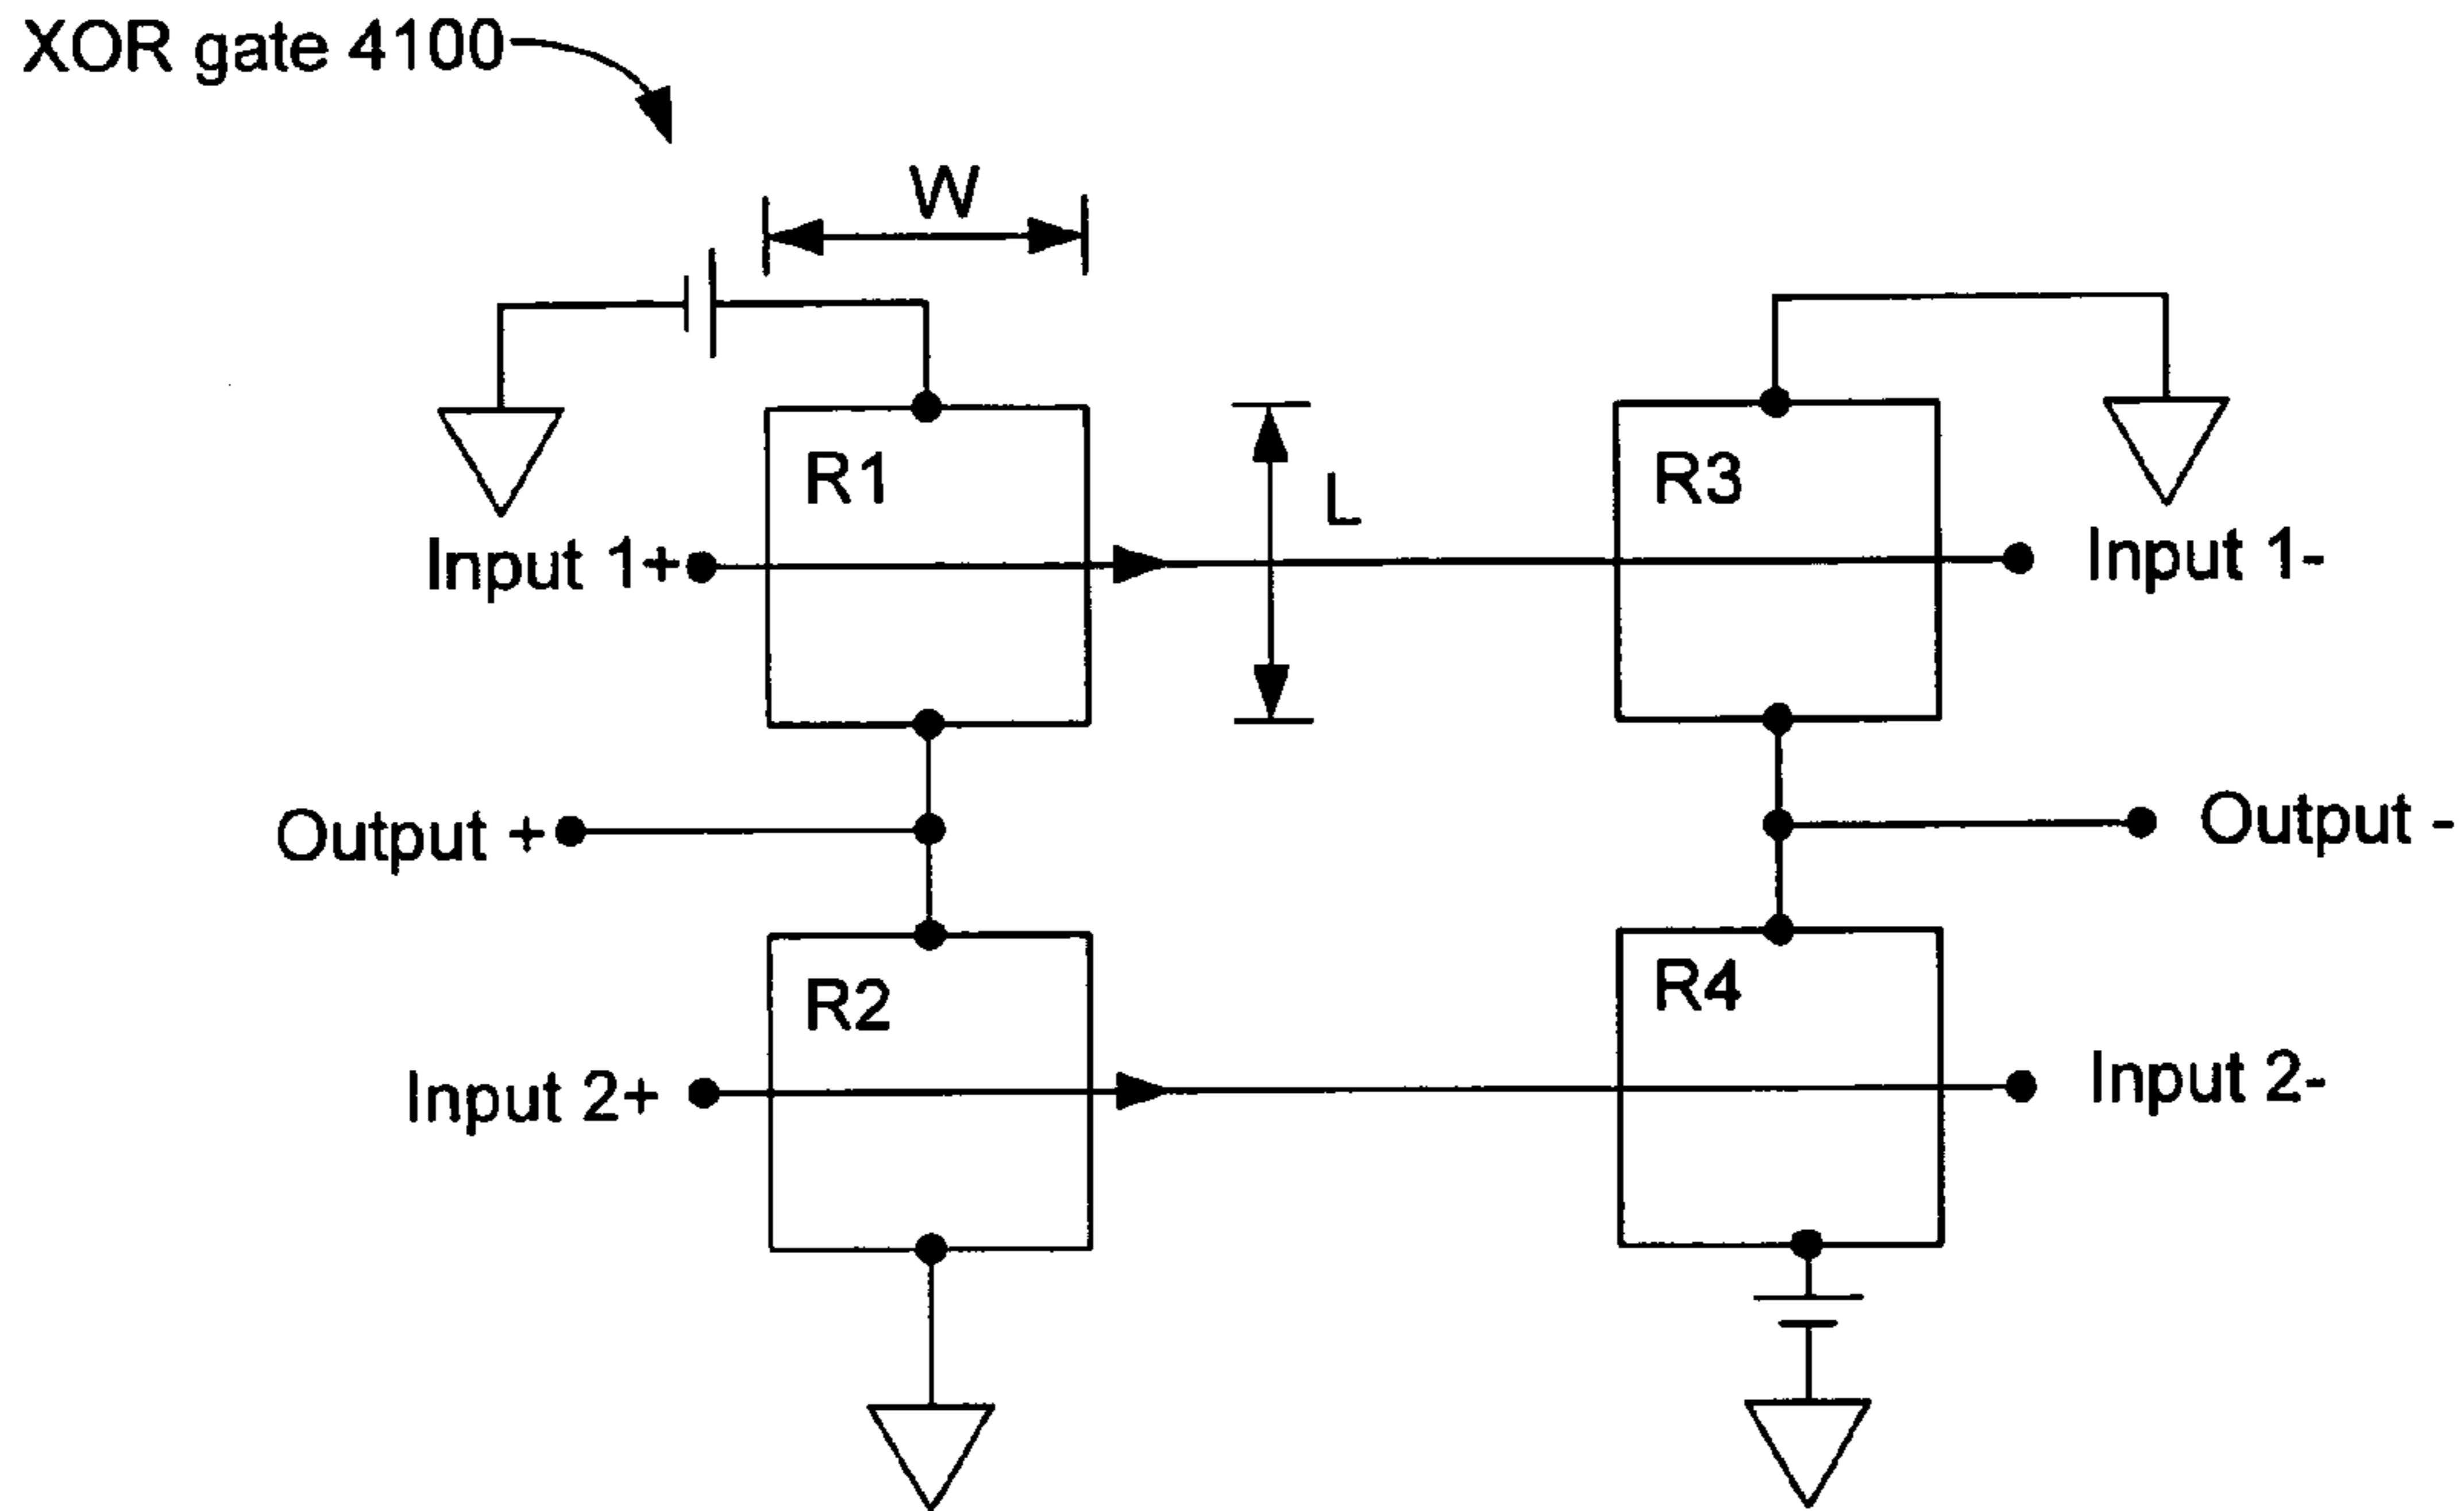 XOR gate 4100
W
R1
R3
L
Input 1+
Input 1-
Output +
Output -
R2
R4
Input 2+
Input 2-